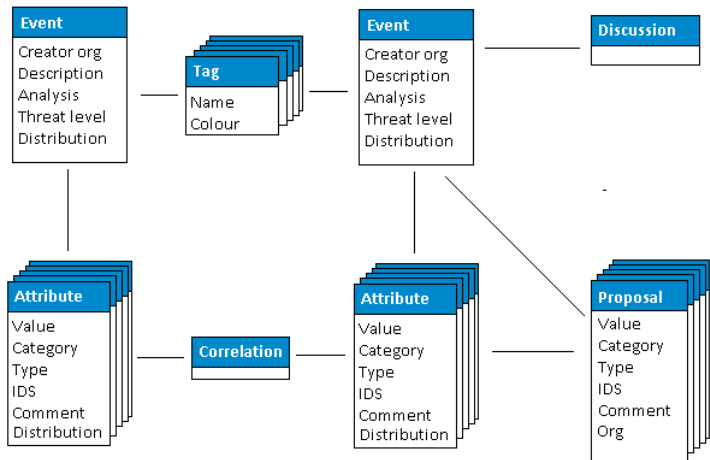 Event
Creator org
Description
Analysis
Threat level
Distribution
Tag
Name
Colour
Event
Creator org
Description
Analysis
Threat level
Distribution
Discussion
Attribute
Value
Category
Type
IDS
Comment
Distribution
Correlation
Attribute
Value
Category
Type
IDS
Comment
Distribution
Proposal
Value
Category
Type
IDS
Comment
Org